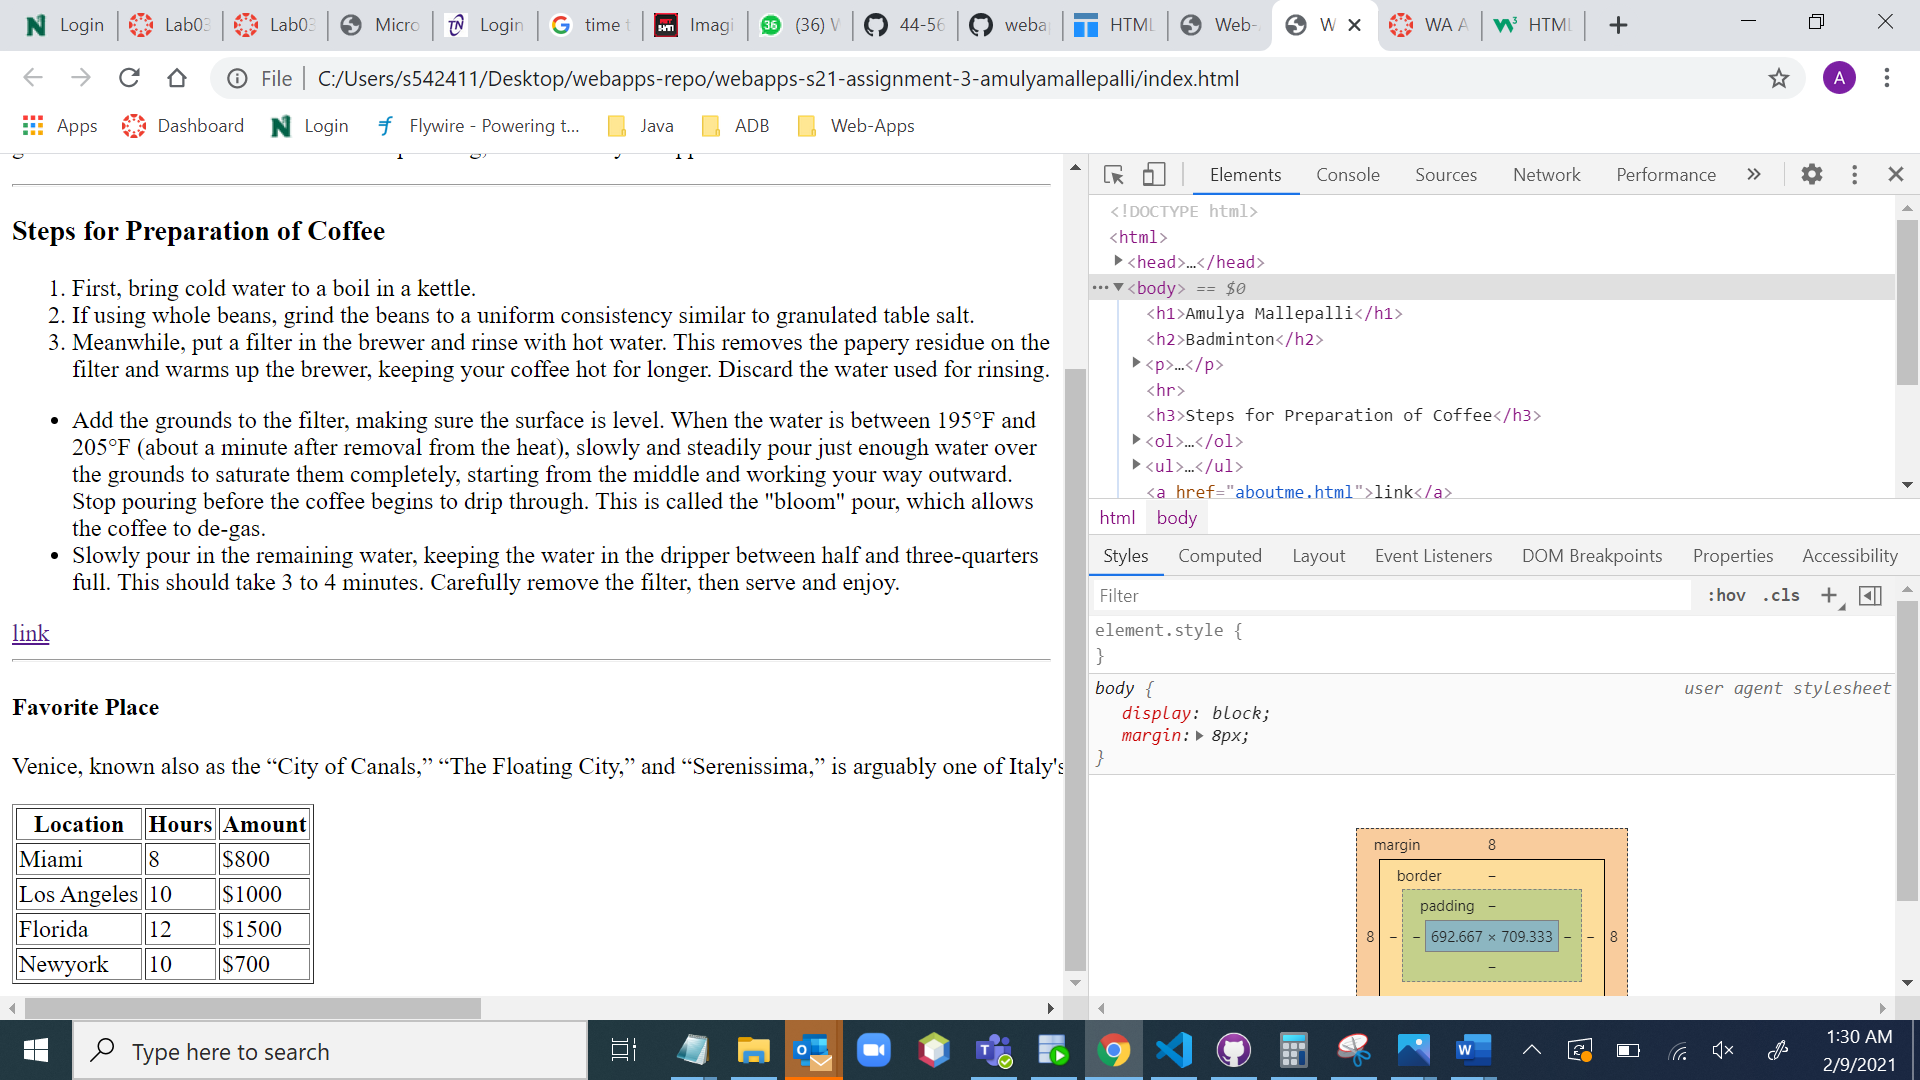 Login
Lab03
Lab03
Micro
Login
time t
Imagi
(36) W
44-56
weba
HTML
Web-
W
WA A
HTML
File
C:/Users/s542411/Desktop/webapps-repo/webapps-s21-assignment-3-amulyamallepalli/index.html
A
Apps
Dashboard
Login
Flywire - Powering t...
Java
ADB
Web-Apps
Steps for Preparation of Coffee
1. First, bring cold water to a boil in a kettle.
2. If using whole beans, grind the beans to a uniform consistency similar to granulated table salt.
3. Meanwhile, put a filter in the brewer and rinse with hot water. This removes the papery residue on the
filter and warms up the brewer, keeping your coffee hot for longer. Discard the water used for rinsing.
• Add the grounds to the filter, making sure the surface is level. When the water is between 195°F and
205°F (about a minute after removal from the heat), slowly and steadily pour just enough water over
the grounds to saturate them completely, starting from the middle and working your way outward.
Stop pouring before the coffee begins to drip through. This is called the "bloom" pour, which allows
the coffee to de-gas.
• Slowly pour in the remaining water, keeping the water in the dripper between half and three-quarters
full. This should take 3 to 4 minutes. Carefully remove the filter, then serve and enjoy.
link
Favorite Place
Venice, known also as the “City of Canals,” “The Floating City,” and “Serenissima,” is arguably one of Italy's
Location Hours Amount
Miami 8 $800
Los Angeles 10 $1000
Florida 12 $1500
Newyork 10 $700
Elements Console Sources Network Performance
<!DOCTYPE html>
<html>
<head>…</head>
<body> == $0
<h1>Amulya Mallepalli</h1>
<h2>Badminton</h2>
<p>…</p>
<hr>
<h3>Steps for Preparation of Coffee</h3>
<ol>…</ol>
<ul>…</ul>
<a href="aboutme.html">link</a>
html body
Styles Computed Layout Event Listeners DOM Breakpoints Properties Accessibility
Filter :hov .cls
element.style {
}
body { user agent stylesheet
display: block;
margin: 8px;
}
margin 8
border –
padding –
8 – – 692.667 × 709.333 – – 8
–
Type here to search
1:30 AM
2/9/2021